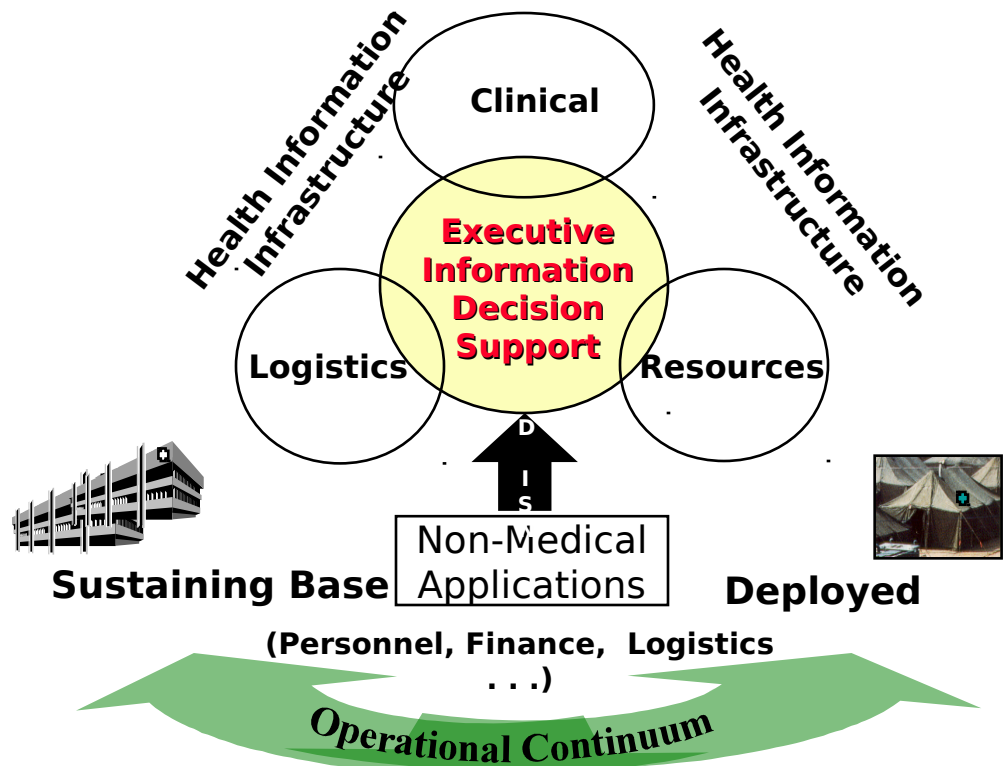 Health Information
Infrastructure
Clinical
Health Information
Infrastructure
Executive
Information
Decision
Support
Logistics
Resources
D
I
S
Non-Medical
Applications
Sustaining Base
Deployed
(Personnel, Finance, Logistics
. . .)
Operational Continuum